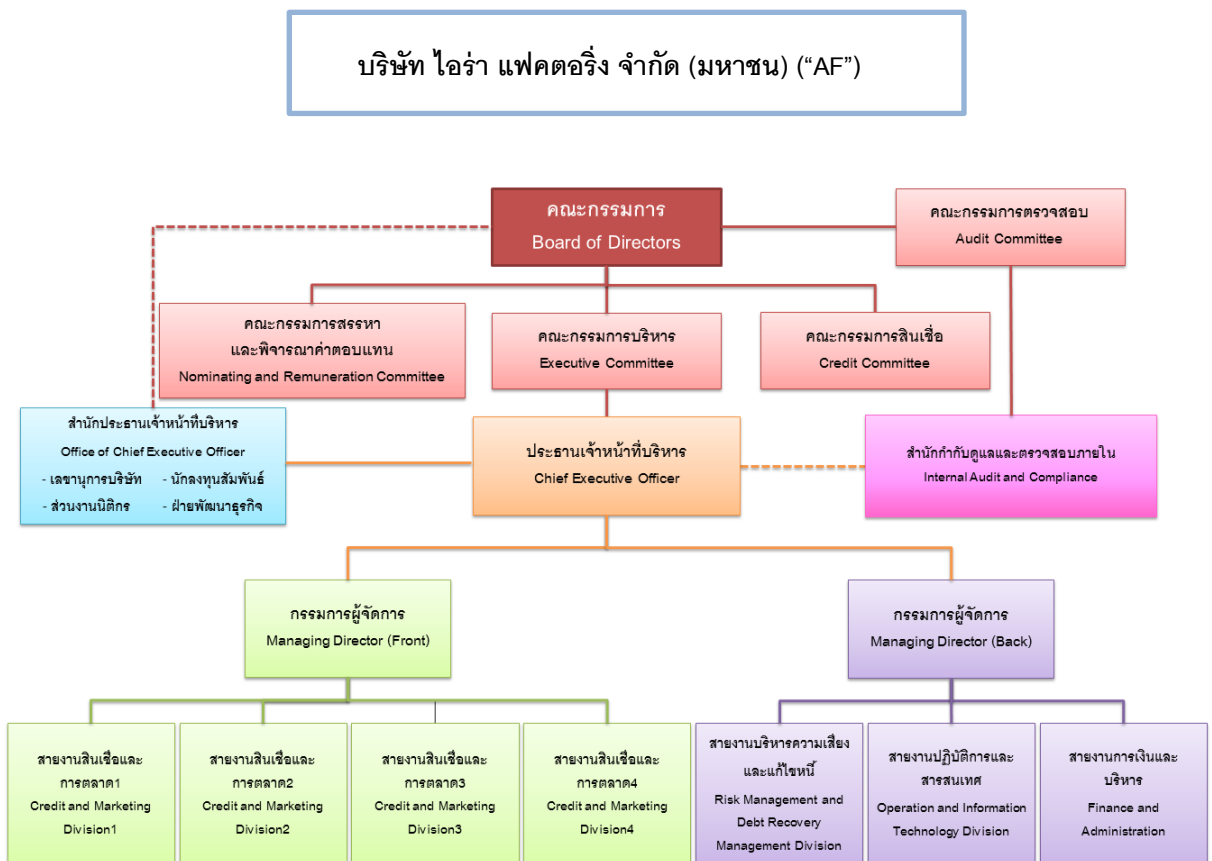 บริษัท ไอร่า แฟคตอริ่ง จำกัด (มหาชน) (“AF”)
คณะกรรมการ
Board of Directors
คณะกรรมการตรวจสอบ
Audit Committee
คณะกรรมการสรรหา
และพิจารณาค่าตอบแทน
Nominating and Remuneration Committee
คณะกรรมการบริหาร
Executive Committee
คณะกรรมการสินเชื่อ
Credit Committee
สำนักประธานเจ้าหน้าที่บริหาร
Office of Chief Executive Officer
- เลขานุการบริษัท - นักลงทุนสัมพันธ์
- ส่วนงานนิติกร - ฝ่ายพัฒนาธุรกิจ
ประธานเจ้าหน้าที่บริหาร
Chief Executive Officer
สำนักกำกับดูแลและตรวจสอบภายใน
Internal Audit and Compliance
กรรมการผู้จัดการ
Managing Director (Front)
กรรมการผู้จัดการ
Managing Director (Back)
สายงานสินเชื่อและ
การตลาด1
Credit and Marketing
Division1
สายงานสินเชื่อและ
การตลาด2
Credit and Marketing
Division2
สายงานสินเชื่อและ
การตลาด3
Credit and Marketing
Division3
สายงานสินเชื่อและ
การตลาด4
Credit and Marketing
Division4
สายงานบริหารความเสี่ยง
และแก้ไขหนี้
Risk Management and
Debt Recovery
Management Division
สายงานปฏิบัติการและ
สารสนเทศ
Operation and Information
Technology Division
สายงานการเงินและ
บริหาร
Finance and
Administration